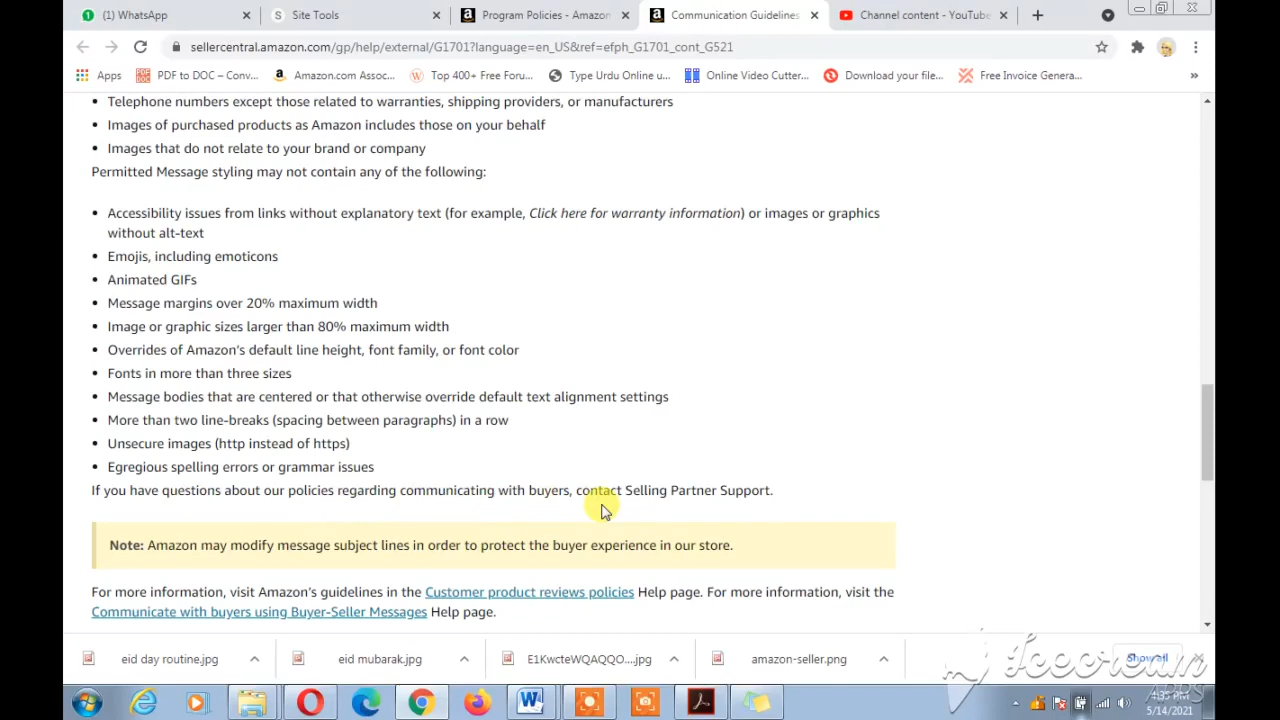 (1) WhatsApp
Site Tools
Program Policies - Amazon
Communication Guidelines
Channel content - YouTube
sellercentral.amazon.com/gp/help/external/G1701?language=en_US&ref=efph_G1701_cont_G521
Apps
PDF to DOC – Conv...
Amazon.com Assoc...
Top 400+ Free Foru...
Type Urdu Online u...
Online Video Cutter...
Download your file...
Free Invoice Genera...
• Telephone numbers except those related to warranties, shipping providers, or manufacturers
• Images of purchased products as Amazon includes those on your behalf
• Images that do not relate to your brand or company
Permitted Message styling may not contain any of the following:
• Accessibility issues from links without explanatory text (for example, Click here for warranty information) or images or graphics
without alt-text
• Emojis, including emoticons
• Animated GIFs
• Message margins over 20% maximum width
• Image or graphic sizes larger than 80% maximum width
• Overrides of Amazon's default line height, font family, or font color
• Fonts in more than three sizes
• Message bodies that are centered or that otherwise override default text alignment settings
• More than two line-breaks (spacing between paragraphs) in a row
• Unsecure images (http instead of https)
• Egregious spelling errors or grammar issues
If you have questions about our policies regarding communicating with buyers, contact Selling Partner Support.
Note: Amazon may modify message subject lines in order to protect the buyer experience in our store.
For more information, visit Amazon's guidelines in the Customer product reviews policies Help page. For more information, visit the
Communicate with buyers using Buyer-Seller Messages Help page.
eid day routine.jpg
eid mubarak.jpg
E1KwcteWQAQQO....jpg
amazon-seller.png
Show all
Icecream
APPS
4:35 PM
5/14/2021